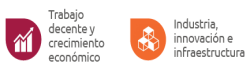 Trabajo
decente y
crecimiento
económico
Industria,
innovación e
infraestructura